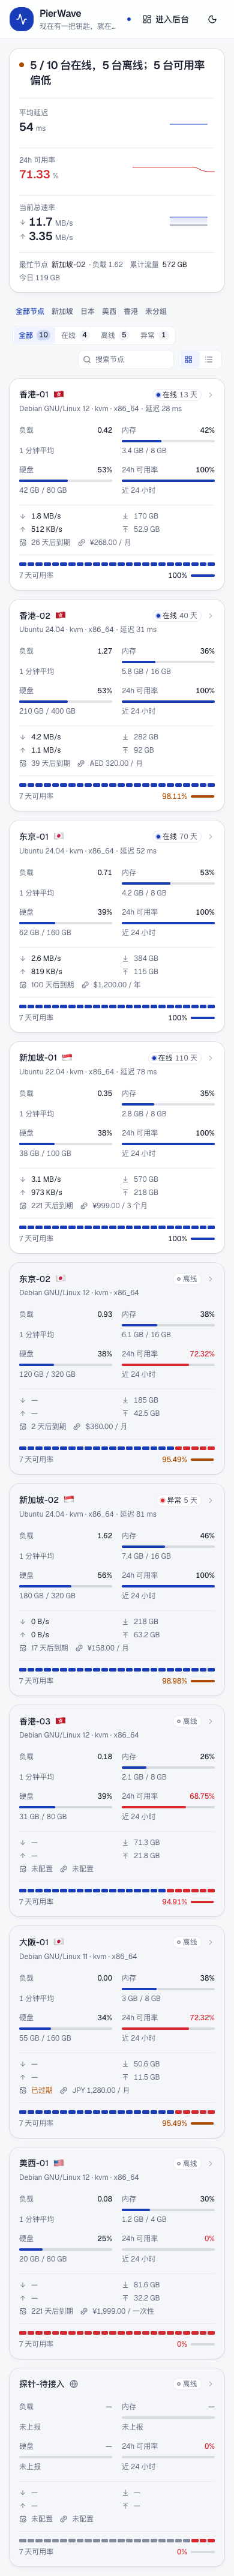 PierWave
现在有一把钥匙，就在...
进入后台
5 / 10 台在线，5 台离线；5 台可用率偏低
平均延迟
54 ms
24h 可用率
71.33 %
当前总速率
↓ 11.7 MB/s
↑ 3.35 MB/s
最忙节点 新加坡-02 · 负载 1.62 累计流量 572 GB
今日 119 GB
全部节点 新加坡 日本 美西 香港 未分组
全部 10 在线 4 离线 5 异常 1
搜索节点
香港-01 在线 13 天
Debian GNU/Linux 12 · kvm · x86_64 · 延迟 28 ms
负载 0.42 内存 42%
1 分钟平均 3.4 GB / 8 GB
硬盘 53% 24h 可用率 100%
42 GB / 80 GB 近 24 小时
↓ 1.8 MB/s 170 GB
↑ 512 KB/s 52.9 GB
26 天后到期 ¥268.00 / 月
7 天可用率 100%
香港-02 在线 40 天
Ubuntu 24.04 · kvm · x86_64 · 延迟 31 ms
负载 1.27 内存 36%
1 分钟平均 5.8 GB / 16 GB
硬盘 53% 24h 可用率 100%
210 GB / 400 GB 近 24 小时
↓ 4.2 MB/s 282 GB
↑ 1.1 MB/s 92 GB
39 天后到期 AED 320.00 / 月
7 天可用率 98.11%
东京-01 在线 70 天
Ubuntu 24.04 · kvm · x86_64 · 延迟 52 ms
负载 0.71 内存 53%
1 分钟平均 4.2 GB / 8 GB
硬盘 39% 24h 可用率 100%
62 GB / 160 GB 近 24 小时
↓ 2.6 MB/s 384 GB
↑ 819 KB/s 115 GB
100 天后到期 $1,200.00 / 年
7 天可用率 100%
新加坡-01 在线 110 天
Ubuntu 22.04 · kvm · x86_64 · 延迟 78 ms
负载 0.35 内存 35%
1 分钟平均 2.8 GB / 8 GB
硬盘 38% 24h 可用率 100%
38 GB / 100 GB 近 24 小时
↓ 3.1 MB/s 570 GB
↑ 973 KB/s 218 GB
221 天后到期 ¥999.00 / 3 个月
7 天可用率 100%
东京-02 离线
Debian GNU/Linux 12 · kvm · x86_64
负载 0.93 内存 38%
1 分钟平均 6.1 GB / 16 GB
硬盘 38% 24h 可用率 72.32%
120 GB / 320 GB 近 24 小时
↓ — 185 GB
↑ — 42.5 GB
2 天后到期 $360.00 / 月
7 天可用率 95.49%
新加坡-02 异常 5 天
Ubuntu 24.04 · kvm · x86_64 · 延迟 81 ms
负载 1.62 内存 46%
1 分钟平均 7.4 GB / 16 GB
硬盘 56% 24h 可用率 100%
180 GB / 320 GB 近 24 小时
↓ 0 B/s 218 GB
↑ 0 B/s 63.2 GB
17 天后到期 ¥158.00 / 月
7 天可用率 98.98%
香港-03 离线
Debian GNU/Linux 12 · kvm · x86_64
负载 0.18 内存 26%
1 分钟平均 2.1 GB / 8 GB
硬盘 39% 24h 可用率 68.75%
31 GB / 80 GB 近 24 小时
↓ — 71.3 GB
↑ — 21.8 GB
未配置 未配置
7 天可用率 94.91%
大阪-01 离线
Debian GNU/Linux 11 · kvm · x86_64
负载 0.00 内存 38%
1 分钟平均 3 GB / 8 GB
硬盘 34% 24h 可用率 72.32%
55 GB / 160 GB 近 24 小时
↓ — 50.6 GB
↑ — 11.5 GB
已过期 JPY 1,280.00 / 月
7 天可用率 95.49%
美西-01 离线
Debian GNU/Linux 12 · kvm · x86_64
负载 0.08 内存 30%
1 分钟平均 1.2 GB / 4 GB
硬盘 25% 24h 可用率 0%
20 GB / 80 GB 近 24 小时
↓ — 81.6 GB
↑ — 32.2 GB
221 天后到期 ¥1,999.00 / 一次性
7 天可用率 0%
探针-待接入 离线
负载 — 内存 —
未上报 未上报
硬盘 — 24h 可用率 0%
未上报 近 24 小时
↓ — —
↑ — —
未配置 未配置
7 天可用率 0%